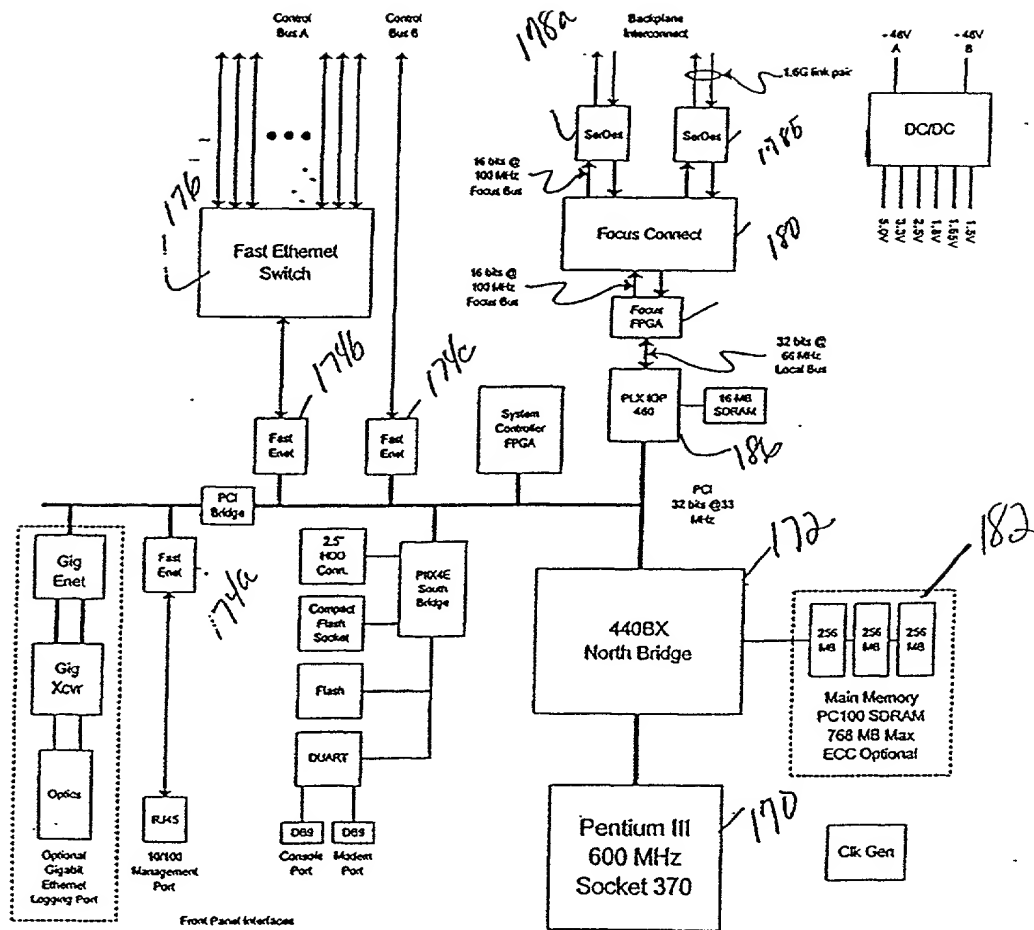 Control
Bus A
Control
Bus B
178a
Backplane
Interconnect
1.6G link pair
-48V
A
-48V
B
DC/DC
5.0V
3.3V
2.5V
1.8V
1.65V
1.5V
SerDes
SerDes
178b
16 bits @
100 MHz
Focus Bus
176
Fast Ethernet
Switch
Focus Connect
180
16 bits @
100 MHz
Focus Bus
Focus
FPGA
32 bits @
66 MHz
Local Bus
174b
174c
Fast
Enet
Fast
Enet
System
Controller
FPGA
PLX IOP
480
16 MB
SDRAM
186
PCI
Bridge
PCI
32 bits @33
MHz
Gig
Enet
Fast
Enet
174a
2.5"
HDD
Conn.
PIIX4E
South
Bridge
172
182
Compact
Flash
Socket
440BX
North Bridge
256
MB
256
MB
256
MB
Gig
Xcvr
Flash
Main Memory
PC100 SDRAM
768 MB Max
ECC Optional
DUART
Optics
RJ45
DB9
DB9
Console
Port
Modem
Port
170
Pentium III
600 MHz
Socket 370
Clk Gen
Optional
Gigabit
Ethernet
Logging Port
10/100
Management
Port
Front Panel Interfaces